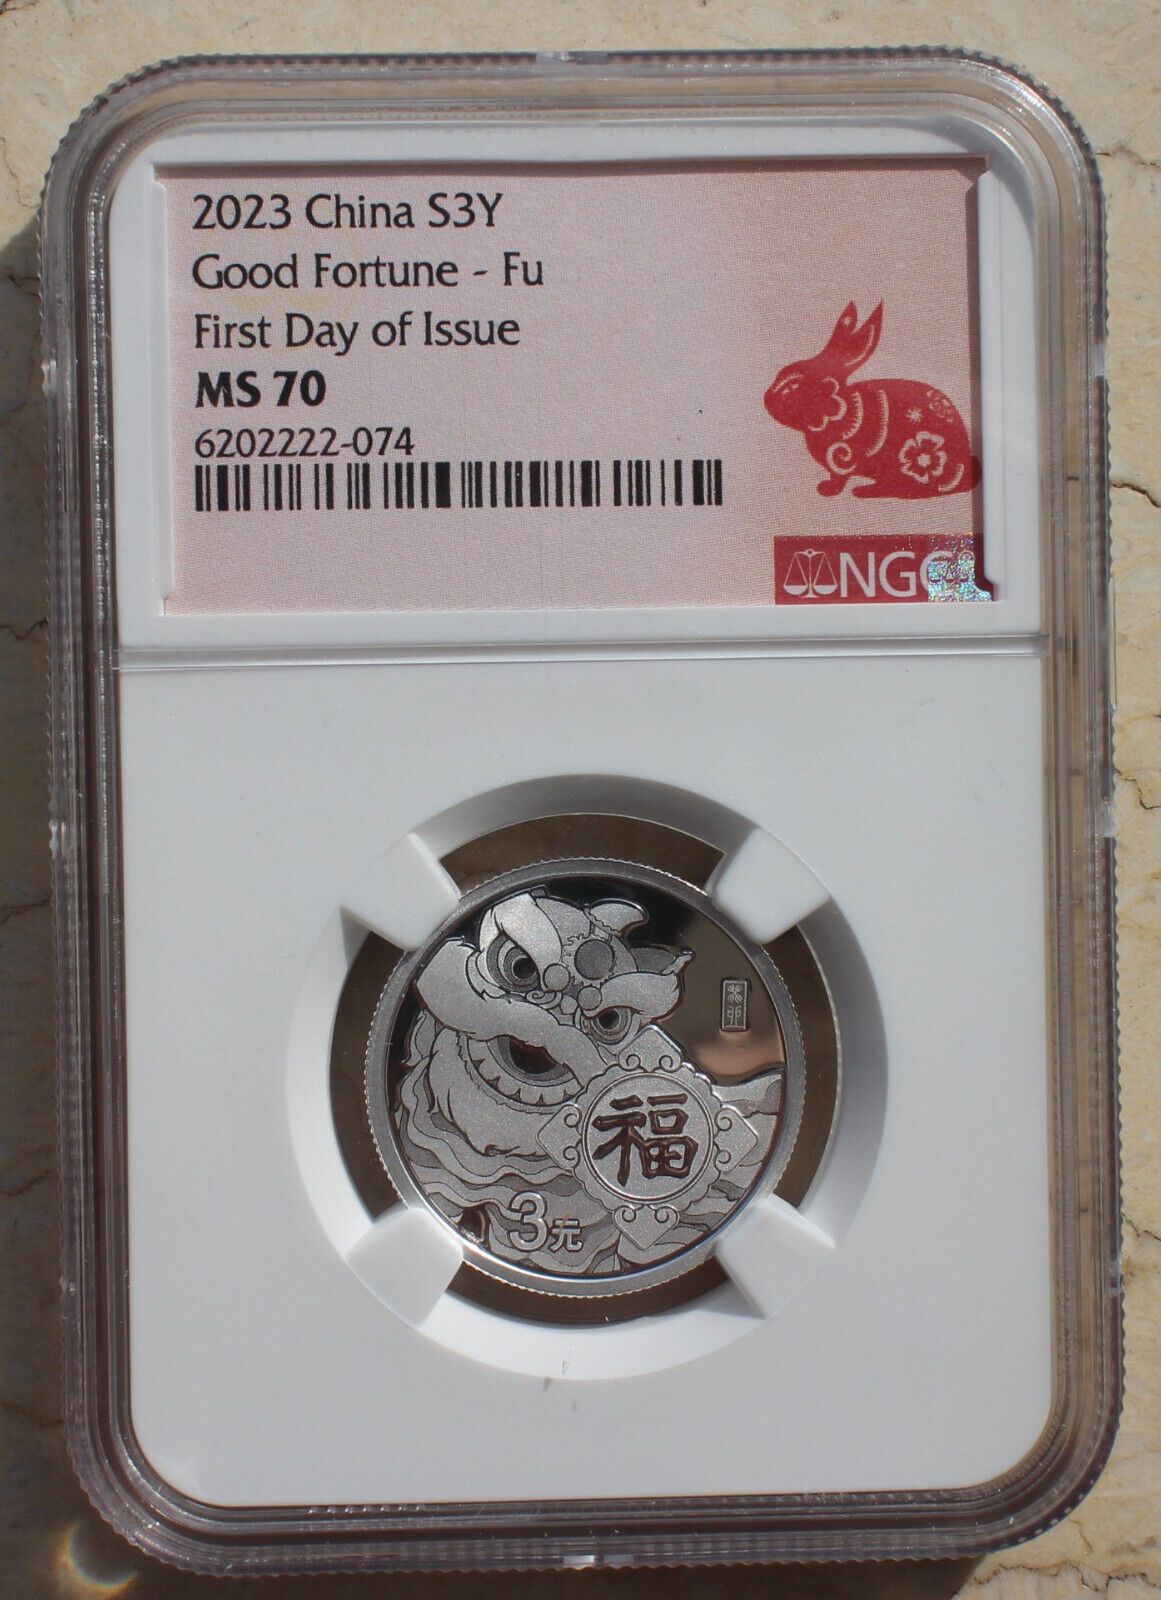 2023 China S3Y
Good Fortune - Fu
First Day of Issue
MS 70
6202222-074
NGC
福
3元